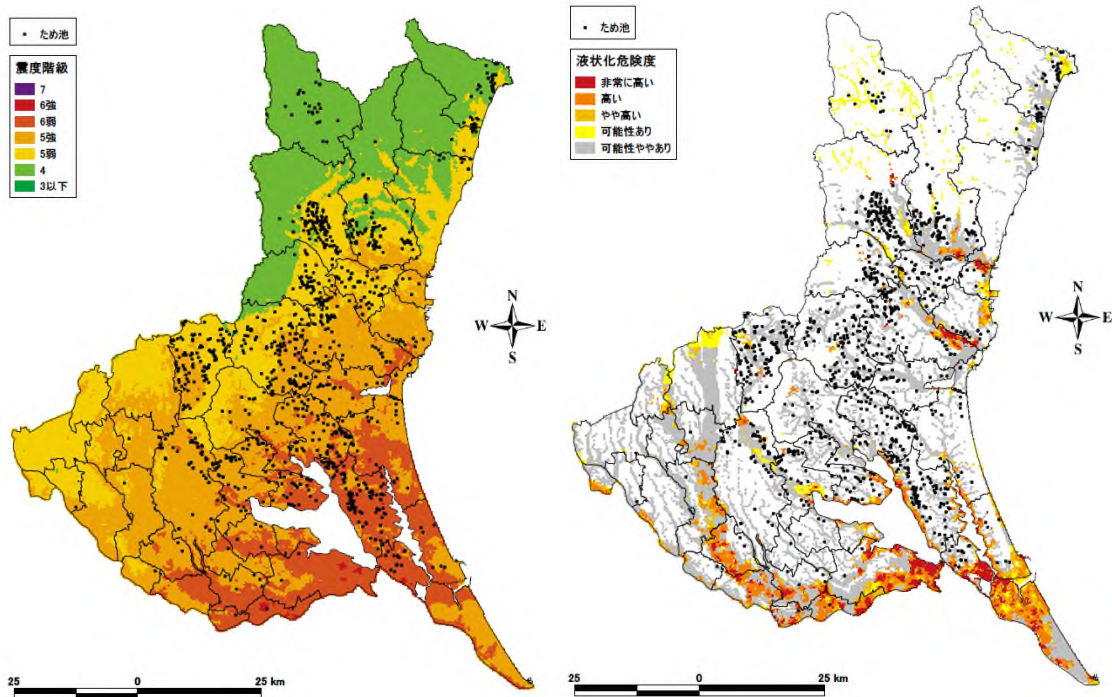 ため池
震度階級
7
6強
6弱
5強
5弱
4
3以下
N
W E
S
25 0 25 km
ため池
液状化危険度
非常に高い
高い
やや高い
可能性あり
可能性ややあり
N
W E
S
25 0 25 km